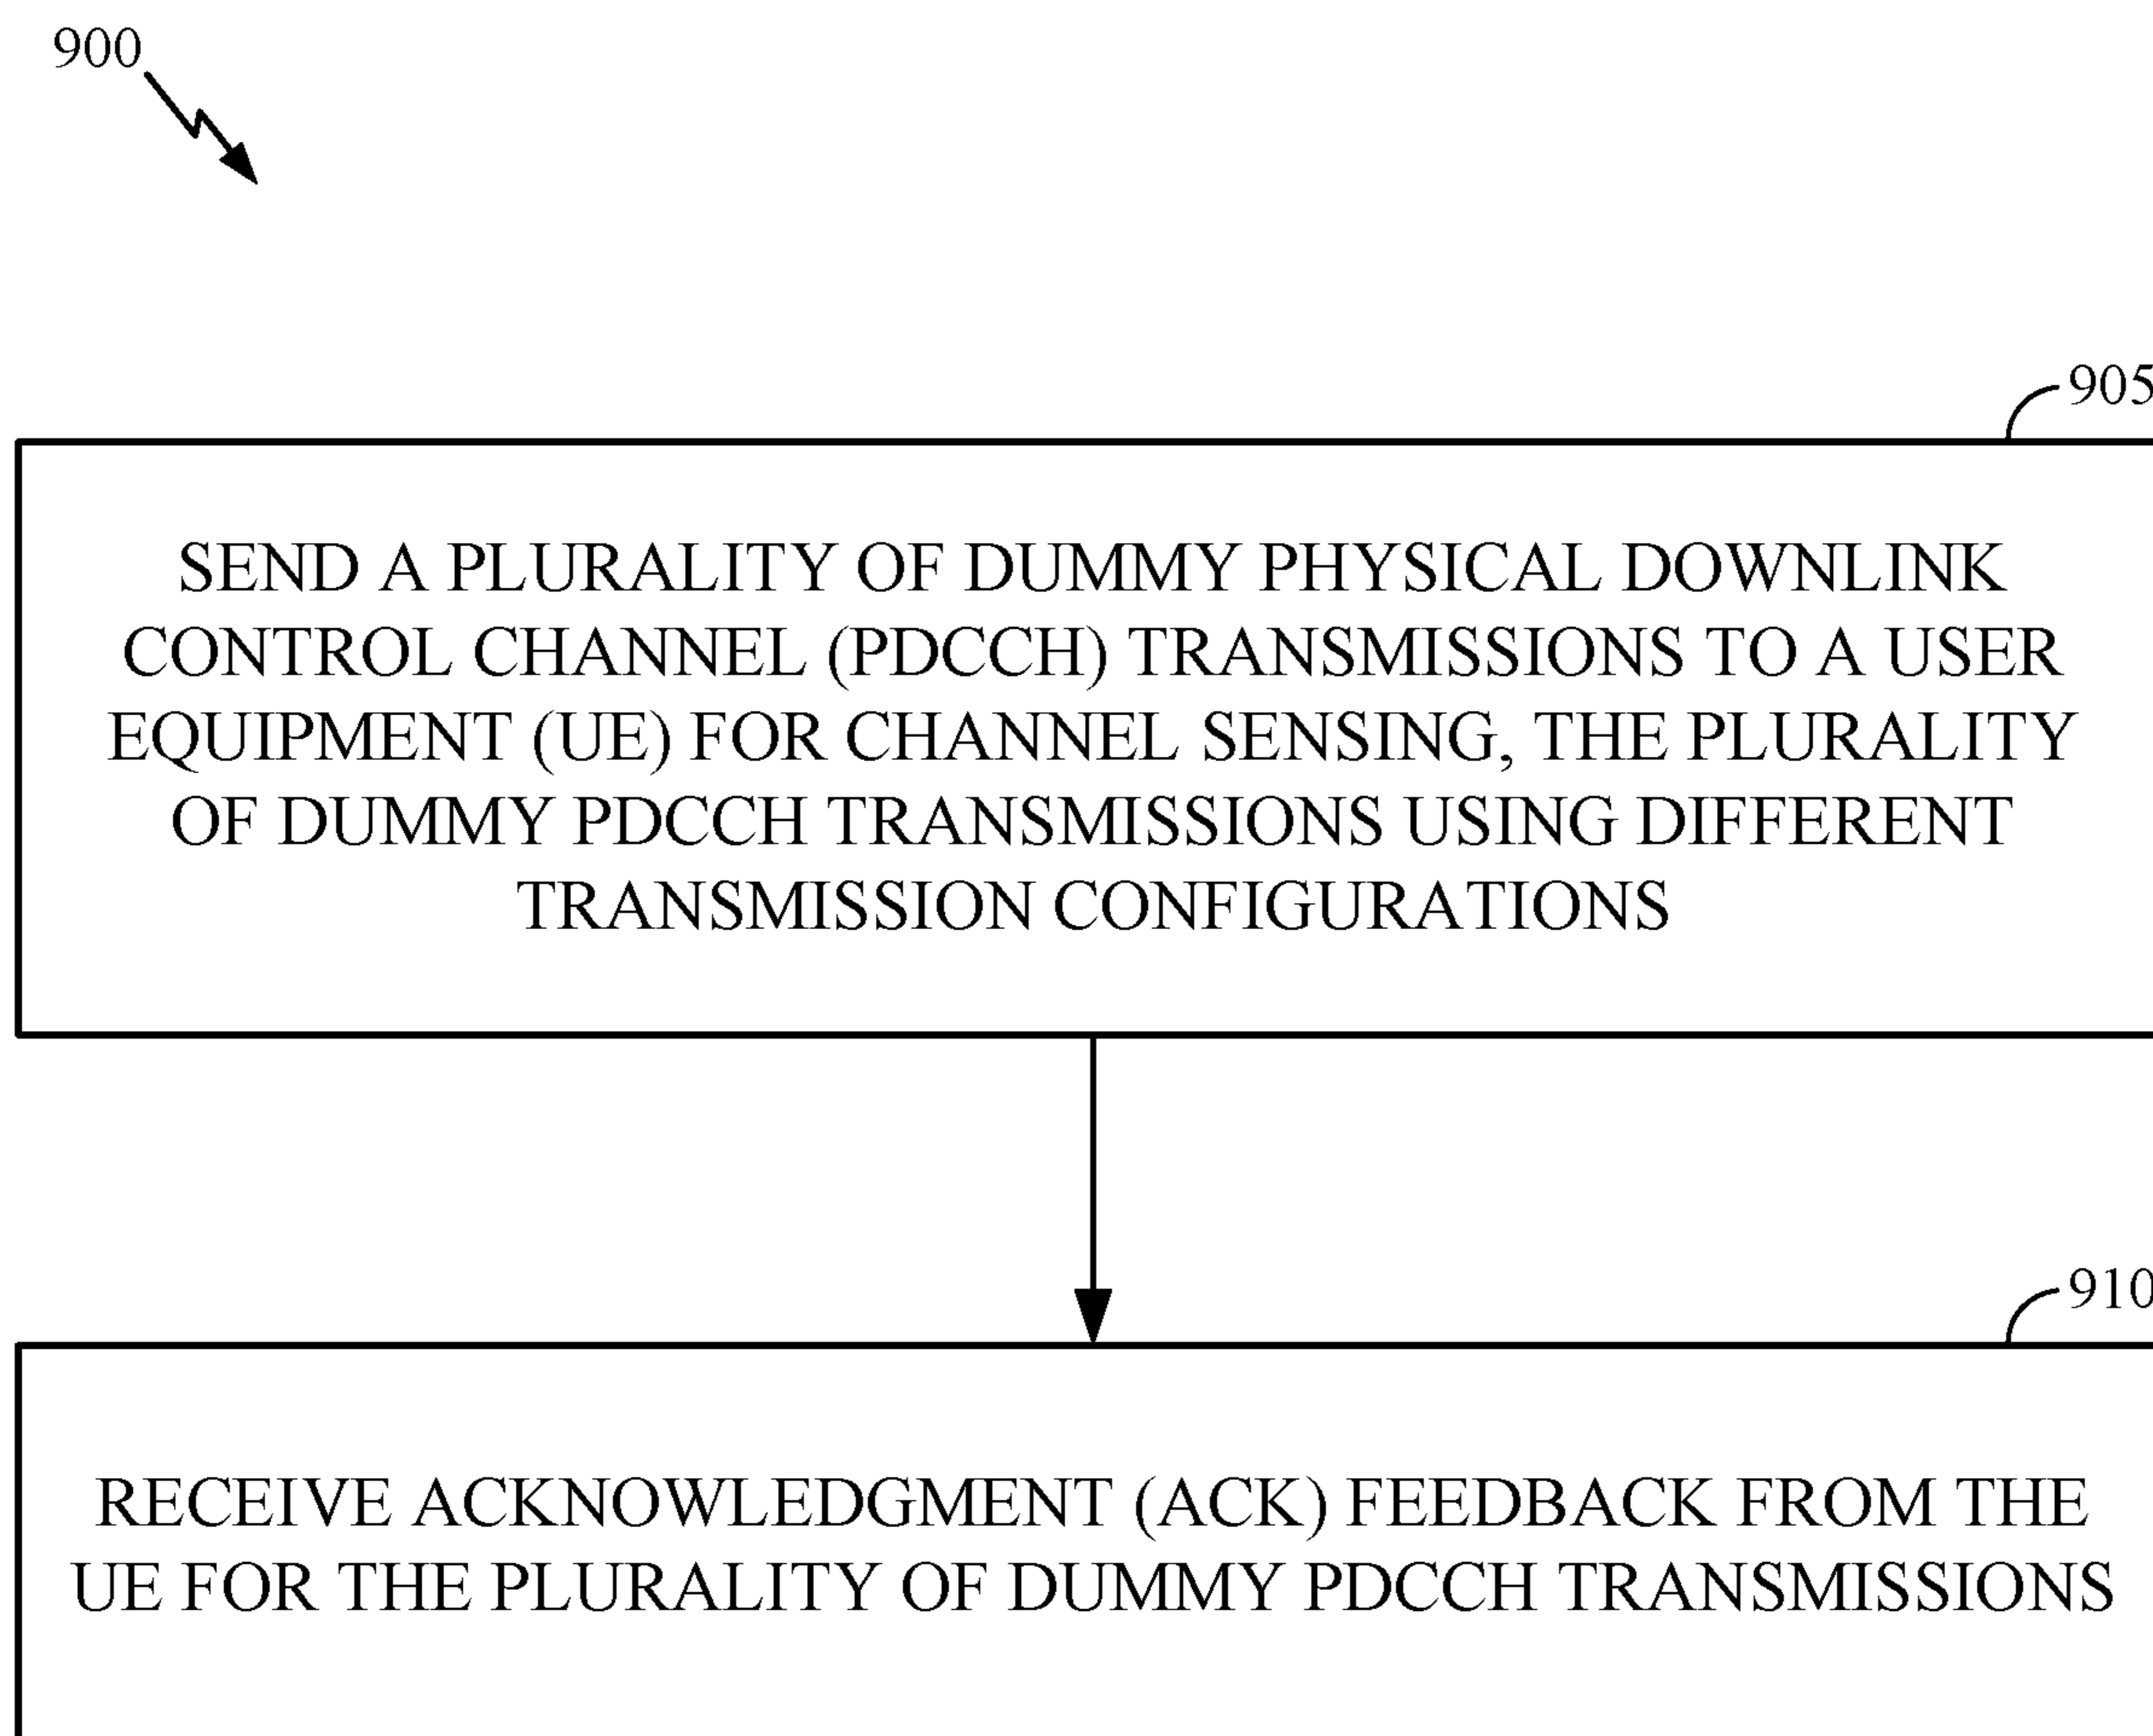 900
905
SEND A PLURALITY OF DUMMY PHYSICAL DOWNLINK
CONTROL CHANNEL (PDCCH) TRANSMISSIONS TO A USER
EQUIPMENT (UE) FOR CHANNEL SENSING, THE PLURALITY
OF DUMMY PDCCH TRANSMISSIONS USING DIFFERENT
TRANSMISSION CONFIGURATIONS
910
RECEIVE ACKNOWLEDGMENT (ACK) FEEDBACK FROM THE
UE FOR THE PLURALITY OF DUMMY PDCCH TRANSMISSIONS